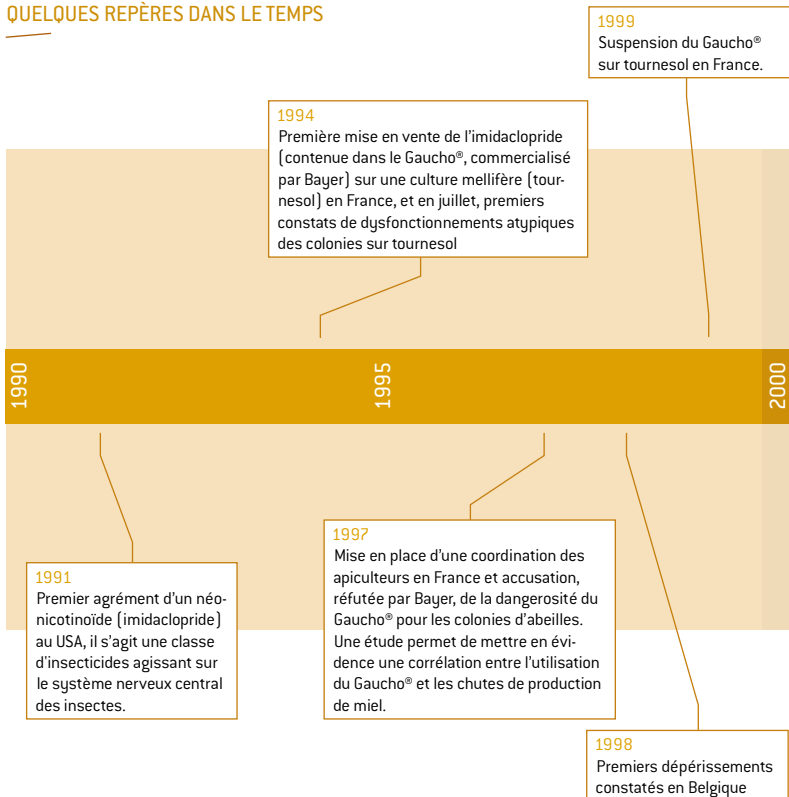 QUELQUES REPÈRES DANS LE TEMPS
1999
Suspension du Gaucho®
sur tournesol en France.
1994
Première mise en vente de l'imidaclopride
(contenue dans le Gaucho®, commercialisé
par Bayer) sur une culture mellifère (tour-
nesol) en France, et en juillet, premiers
constats de dysfonctionnements atypiques
des colonies sur tournesol
1990
1995
2000
1991
Premier agrément d'un néo-
nicotinoïde (imidaclopride)
au USA, il s'agit une classe
d'insecticides agissant sur
le système nerveux central
des insectes.
1997
Mise en place d'une coordination des
apiculteurs en France et accusation,
réfutée par Bayer, de la dangerosité du
Gaucho® pour les colonies d'abeilles.
Une étude permet de mettre en évi-
dence une corrélation entre l'utilisation
du Gaucho® et les chutes de production
de miel.
1998
Premiers dépérissements
constatés en Belgique